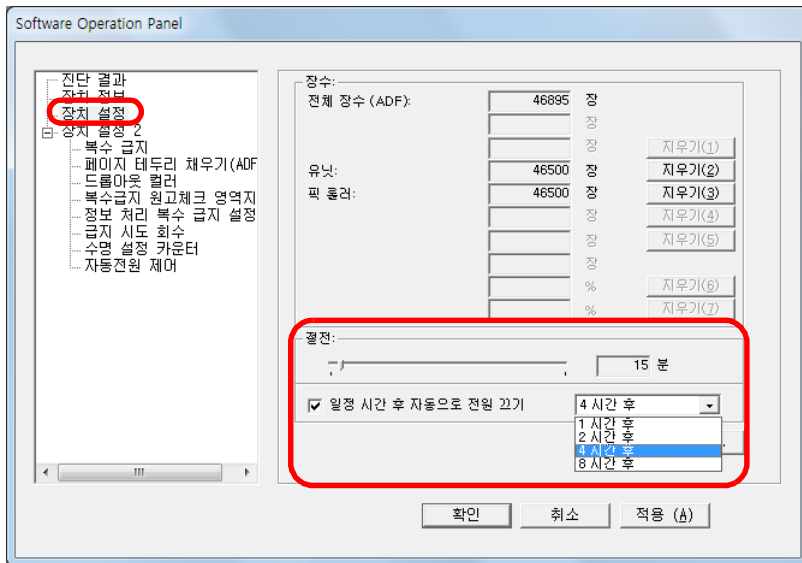 Software Operation Panel
진단 결과
장치 정보
장치 설정
장치 설정 2
복수 급지
페이지 테두리 채우기(ADF
드롭아웃 컬러
복수급지 원고체크 영역지
정보 처리 복수 급지 설정
급지 시도 회수
수명 설정 카운터
자동전원 제어
장수:
전체 장수 (ADF): 46895 장
장
장 지우기(1)
유닛: 46500 장 지우기(2)
픽 롤러: 46500 장 지우기(3)
장 지우기(4)
장 지우기(5)
장
% 지우기(6)
% 지우기(7)
절전:
15 분
일정 시간 후 자동으로 전원 끄기 4 시간 후
1 시간 후
2 시간 후
4 시간 후
8 시간 후
확인 취소 적용 (A)